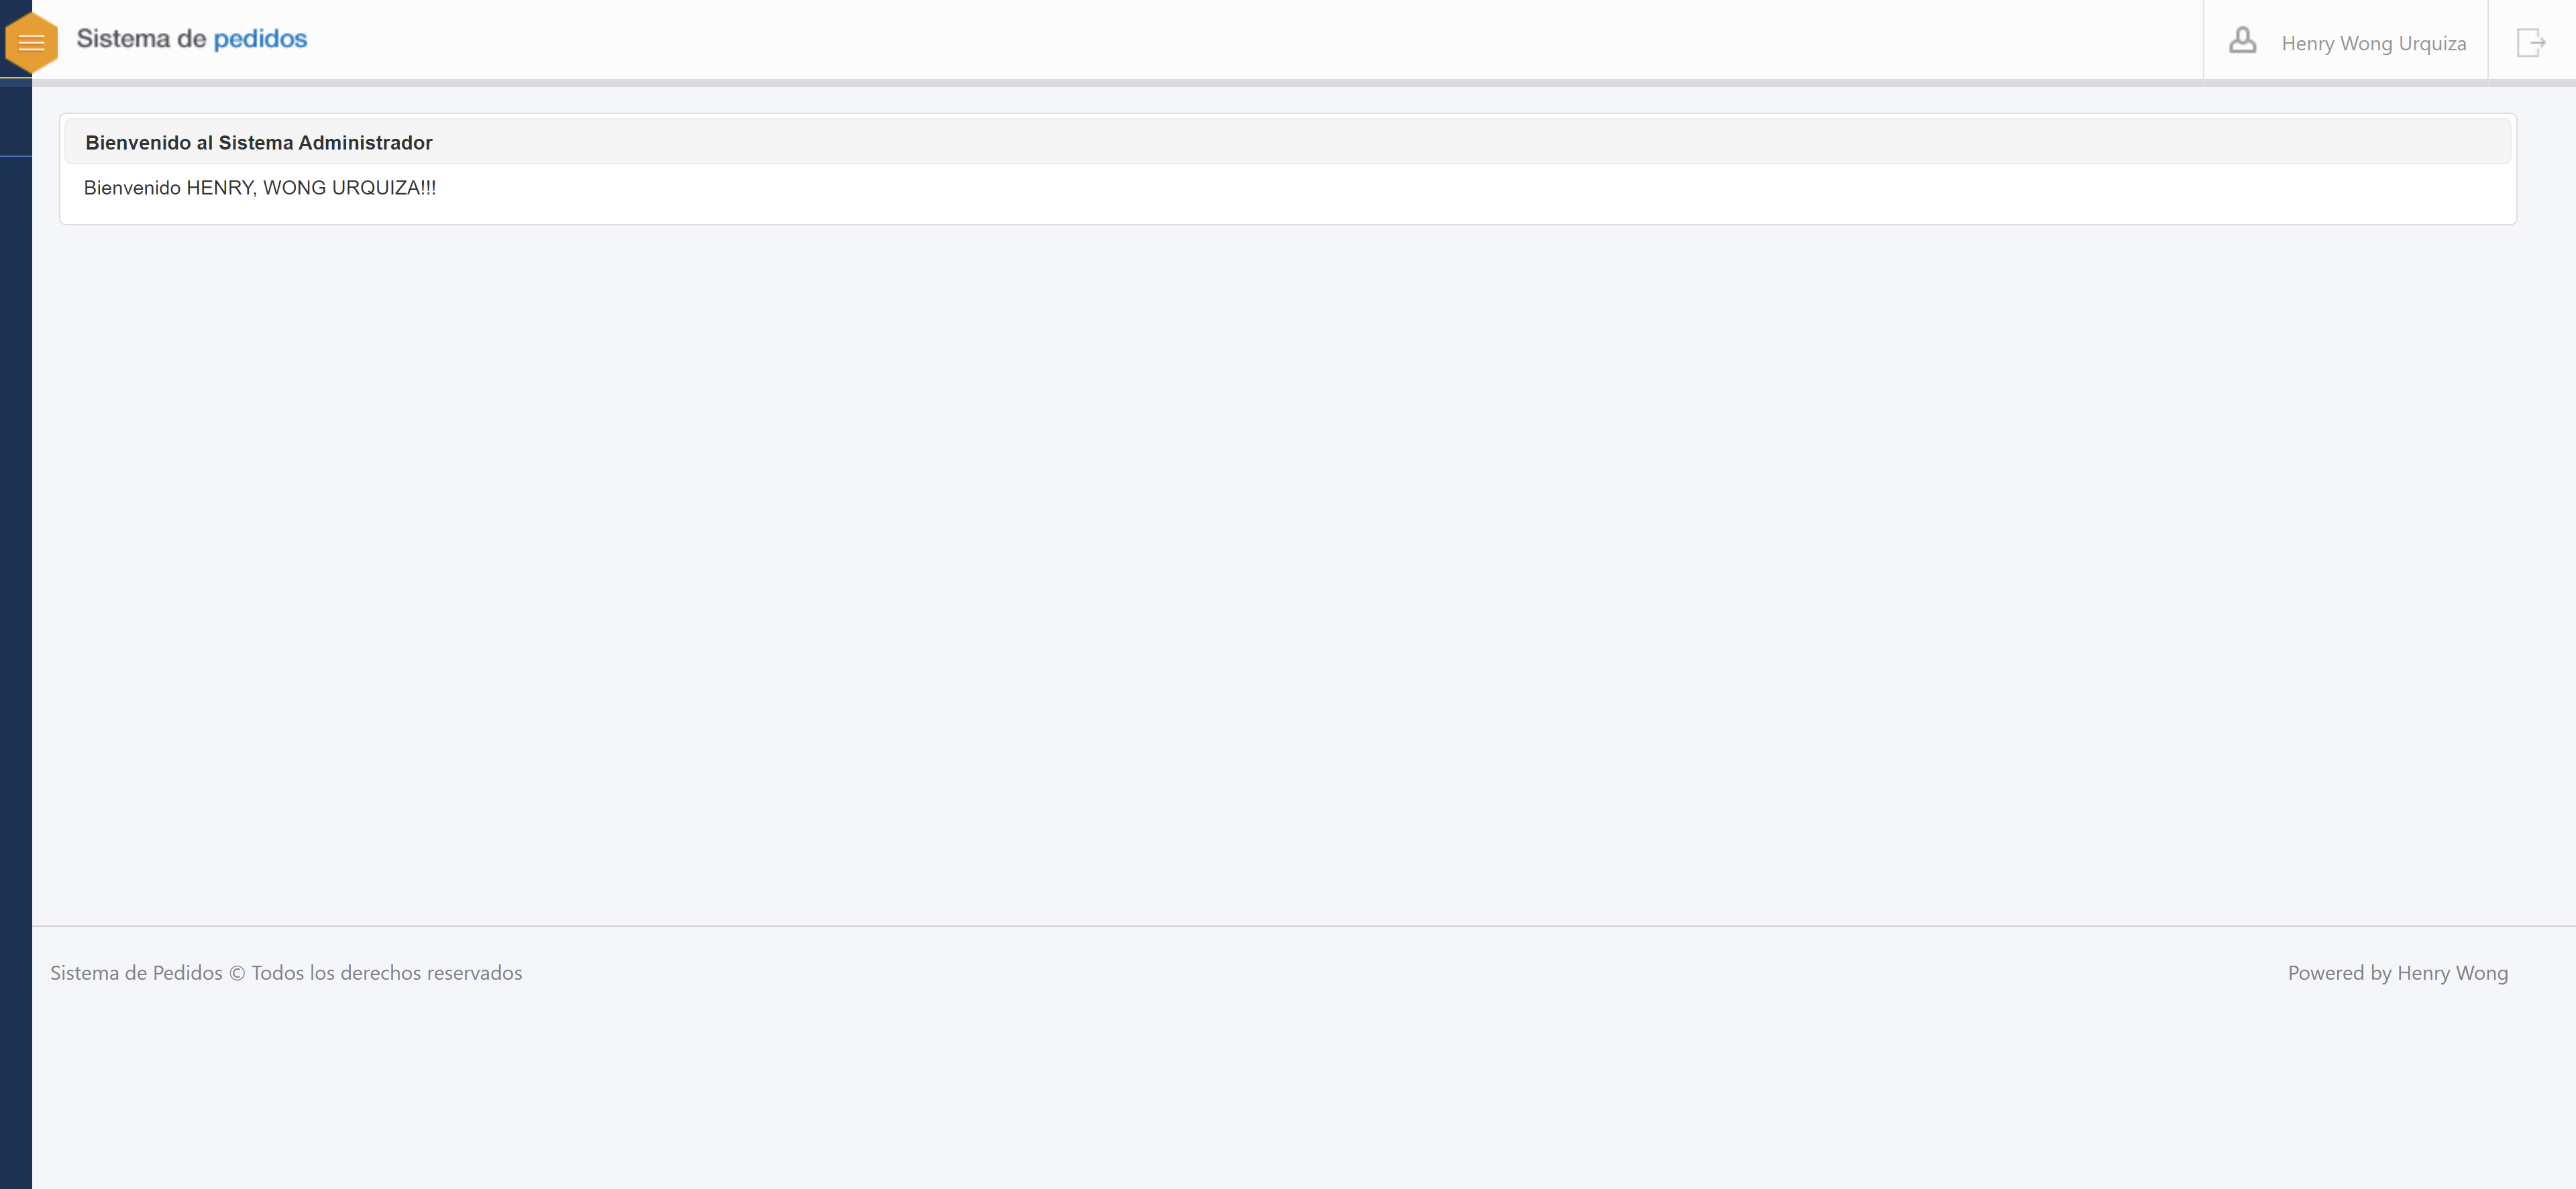 Sistema de pedidos
Henry Wong Urquiza
Bienvenido al Sistema Administrador
Bienvenido HENRY, WONG URQUIZA!!!
Sistema de Pedidos © Todos los derechos reservados
Powered by Henry Wong